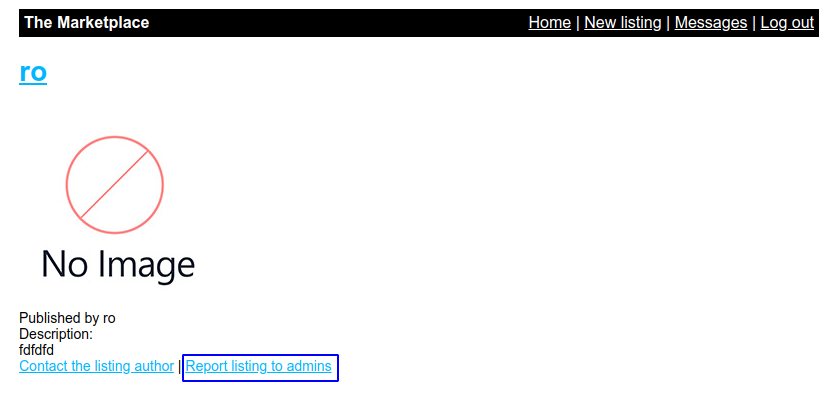 The Marketplace Home | New listing | Messages | Log out
ro
No Image
Published by ro
Description:
fdfdfd
Contact the listing author | Report listing to admins